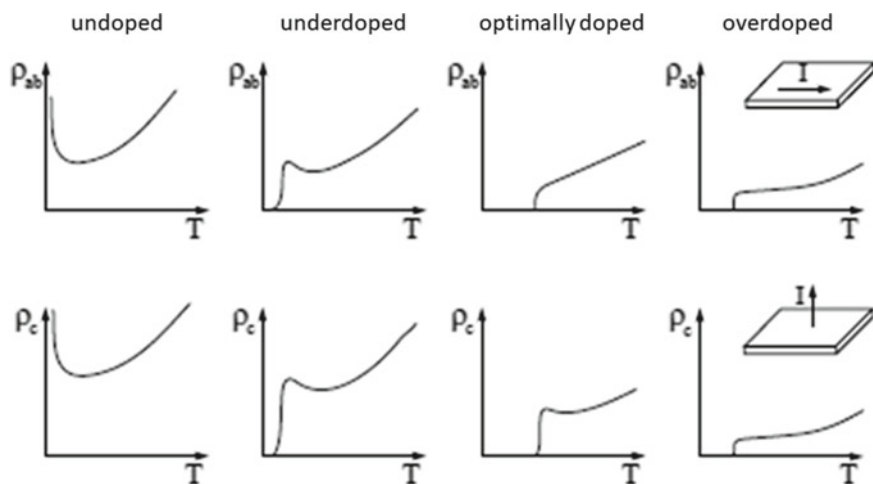 undoped underdoped optimally doped overdoped
ρab ρab ρab ρab I
T T T T
ρc ρc ρc ρc I
T T T T